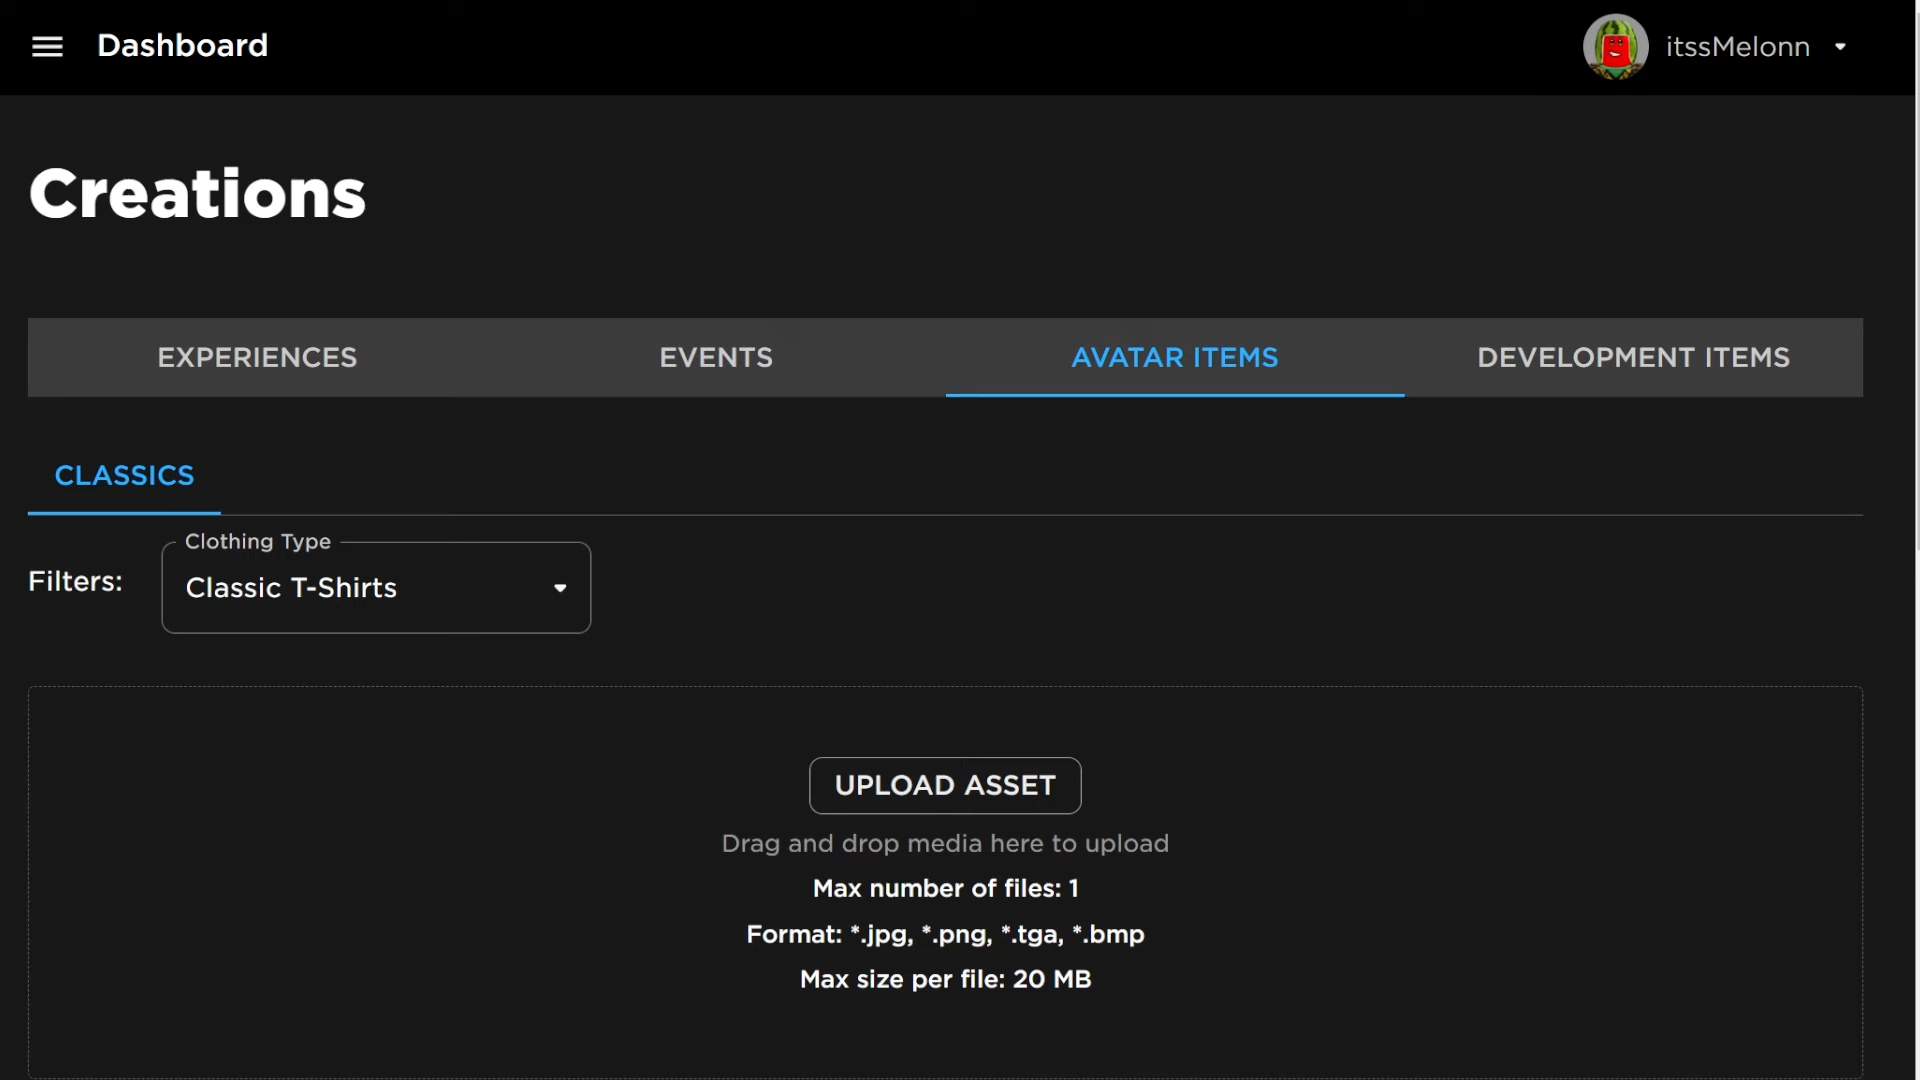 Dashboard
itssMelonn
Creations
EXPERIENCES
EVENTS
AVATAR ITEMS
DEVELOPMENT ITEMS
CLASSICS
Filters:
Clothing Type
Classic T-Shirts
UPLOAD ASSET
Drag and drop media here to upload
Max number of files: 1
Format: *.jpg, *.png, *.tga, *.bmp
Max size per file: 20 MB